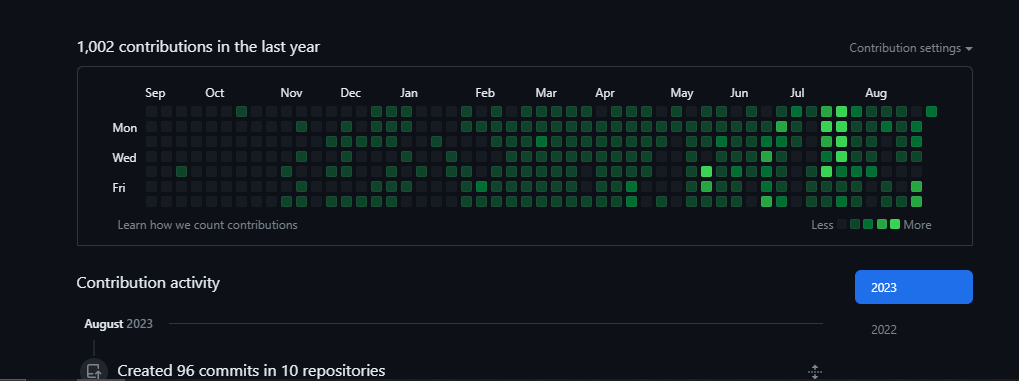 1,002 contributions in the last year
Contribution settings
Sep Oct Nov Dec Jan Feb Mar Apr May Jun Jul Aug
Mon
Wed
Fri
Learn how we count contributions
Less More
Contribution activity
2023
August 2023
2022
Created 96 commits in 10 repositories